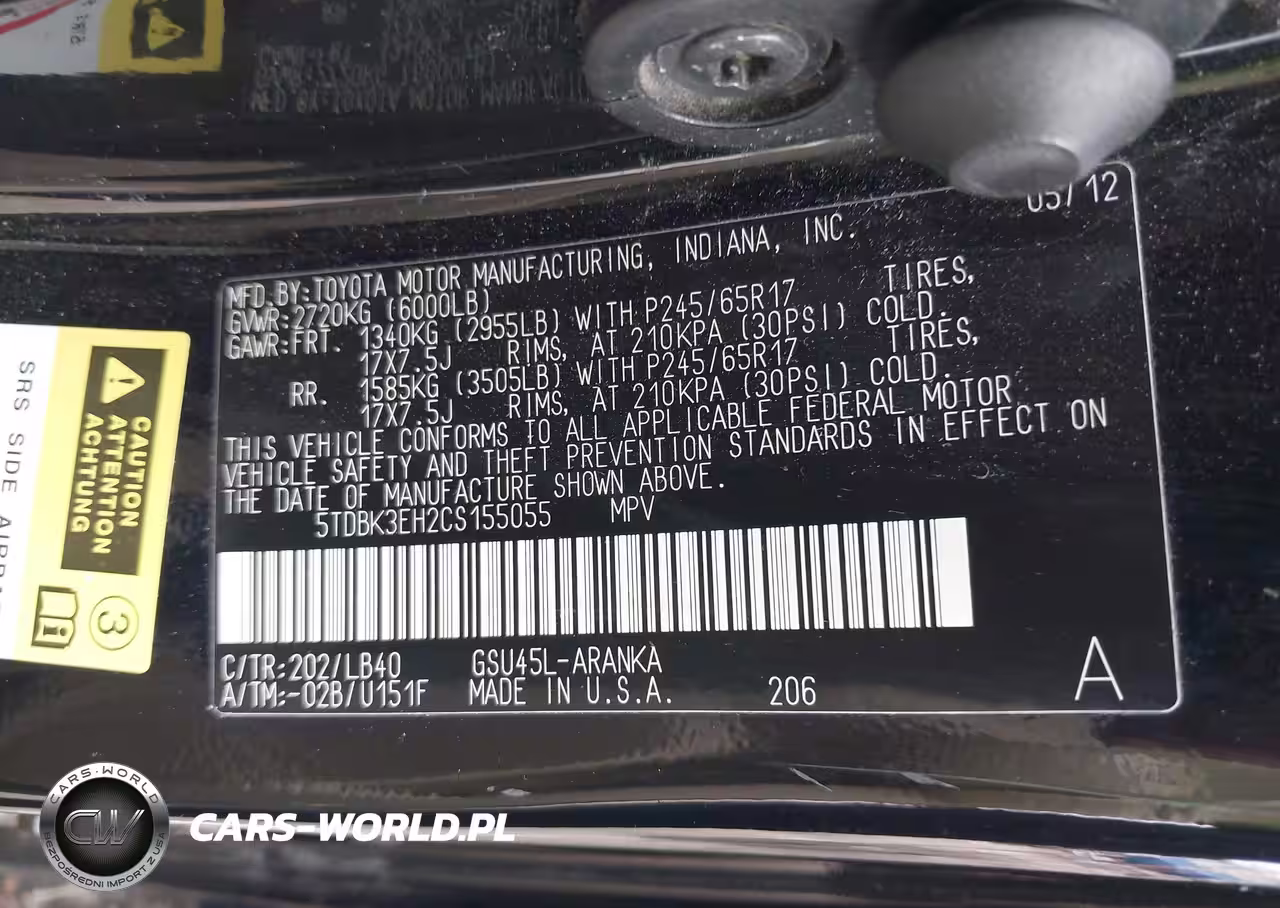 05/12
MFD.BY:TOYOTA MOTOR MANUFACTURING, INDIANA, INC.
GVWR:2720KG (6000LB)
GAWR:FRT. 1340KG (2955LB) WITH P245/65R17 TIRES,
17X7.5J RIMS, AT 210KPA (30PSI) COLD.
RR. 1585KG (3505LB) WITH P245/65R17 TIRES,
17X7.5J RIMS, AT 210KPA (30PSI) COLD.
THIS VEHICLE CONFORMS TO ALL APPLICABLE FEDERAL MOTOR
VEHICLE SAFETY AND THEFT PREVENTION STANDARDS IN EFFECT ON
THE DATE OF MANUFACTURE SHOWN ABOVE.
5TDBK3EH2CS155055 MPV
C/TR:202/LB40 GSU45L-ARANKA
A/TM:-02B/U151F MADE IN U.S.A. 206
A
CAUTION
ATTENTION
ACHTUNG
SRS SIDE
3
CARS-WORLD
CW
BEZPOŚREDNI IMPORT Z USA
CARS-WORLD.PL